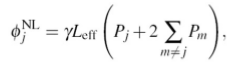 ϕ_j^NL = γL_eff (P_j + 2 ∑_{m≠j} P_m),